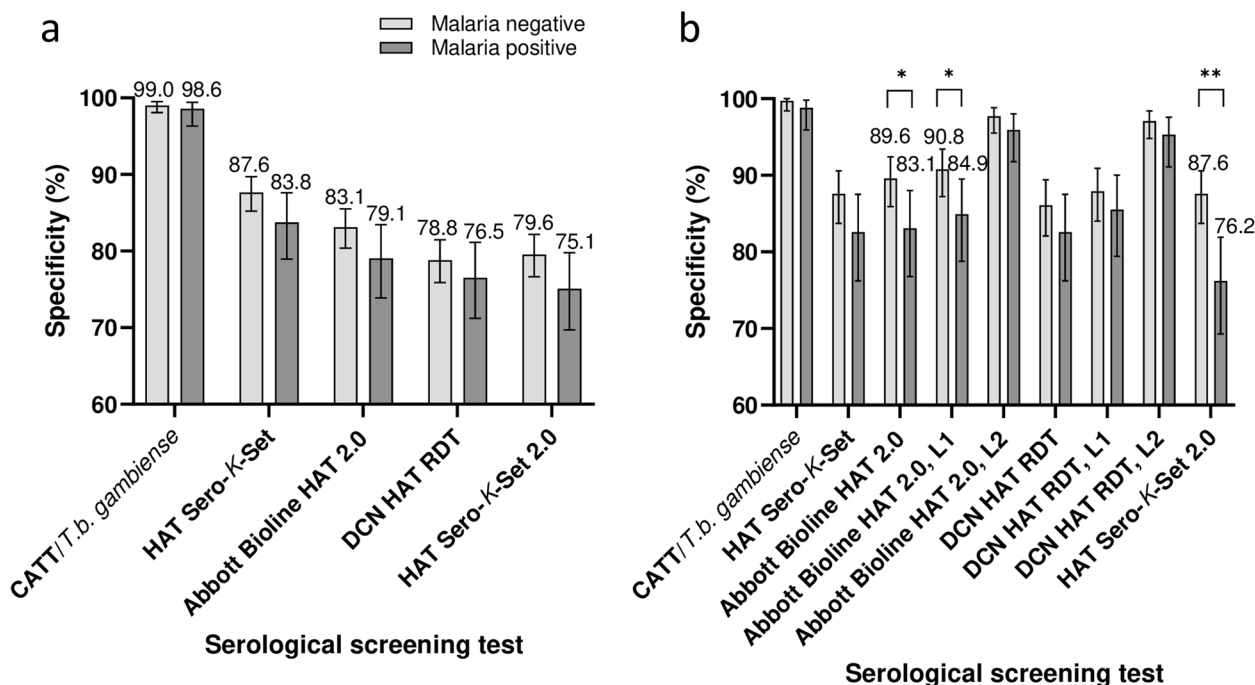 a
Malaria negative
Malaria positive
99.0 98.6
87.6 83.8
83.1 79.1
78.8 76.5
79.6 75.1
100
90
80
70
60
Specificity (%)
CATT/T.b. gambiense
HAT Sero-K-Set
Abbott Bioline HAT 2.0
DCN HAT RDT
HAT Sero-K-Set 2.0
Serological screening test
b
* * **
89.6 83.1
90.8 84.9
87.6 76.2
100
90
80
70
60
Specificity (%)
CATT/T.b. gambiense
HAT Sero-K-Set
Abbott Bioline HAT 2.0
Abbott Bioline HAT 2.0, L1
Abbott Bioline HAT 2.0, L2
DCN HAT RDT
DCN HAT RDT, L1
DCN HAT RDT, L2
HAT Sero-K-Set 2.0
Serological screening test